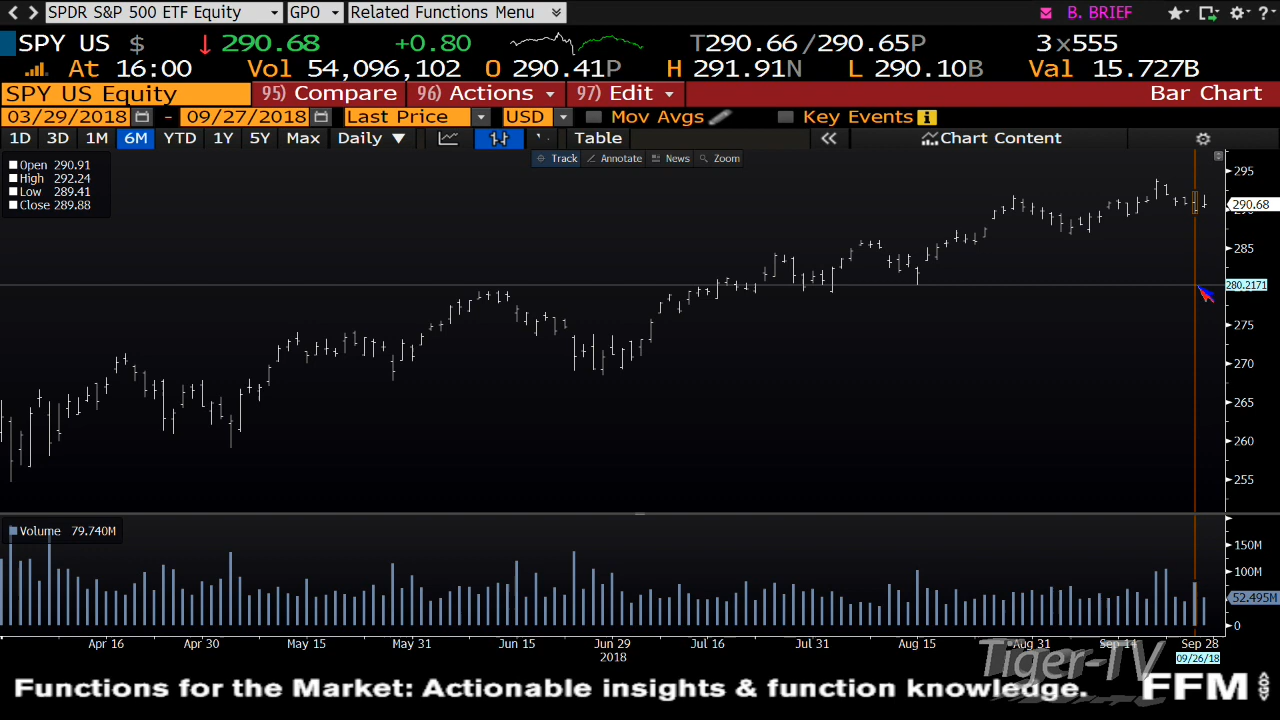 SPDR S&P 500 ETF Equity GPO Related Functions Menu B. BRIEF ?
SPY US $ ↓ 290.68 +0.80 T290.66 /290.65P 3 x555
At 16:00 Vol 54,096,102 O 290.41P H 291.91N L 290.10B Val 15.727B
SPY US Equity 95) Compare 96) Actions 97) Edit Bar Chart
03/29/2018 - 09/27/2018 Last Price USD Mov Avgs Key Events i
1D 3D 1M 6M YTD 1Y 5Y Max Daily ▼ Table « Chart Content
Track Annotate News Zoom
Open 290.91
High 292.24
Low 289.41
Close 289.88
295
290.68
285
280.2171
275
270
265
260
255
Volume 79.740M
150M
100M
52.495M
0
Apr 16 Apr 30 May 15 May 31 Jun 15 Jun 29 Jul 16 Jul 31 Aug 15 Aug 31 Sep 14 Sep 28
2018 09/26/18
Tiger-TV
Functions for the Market: Actionable insights & function knowledge. FFM